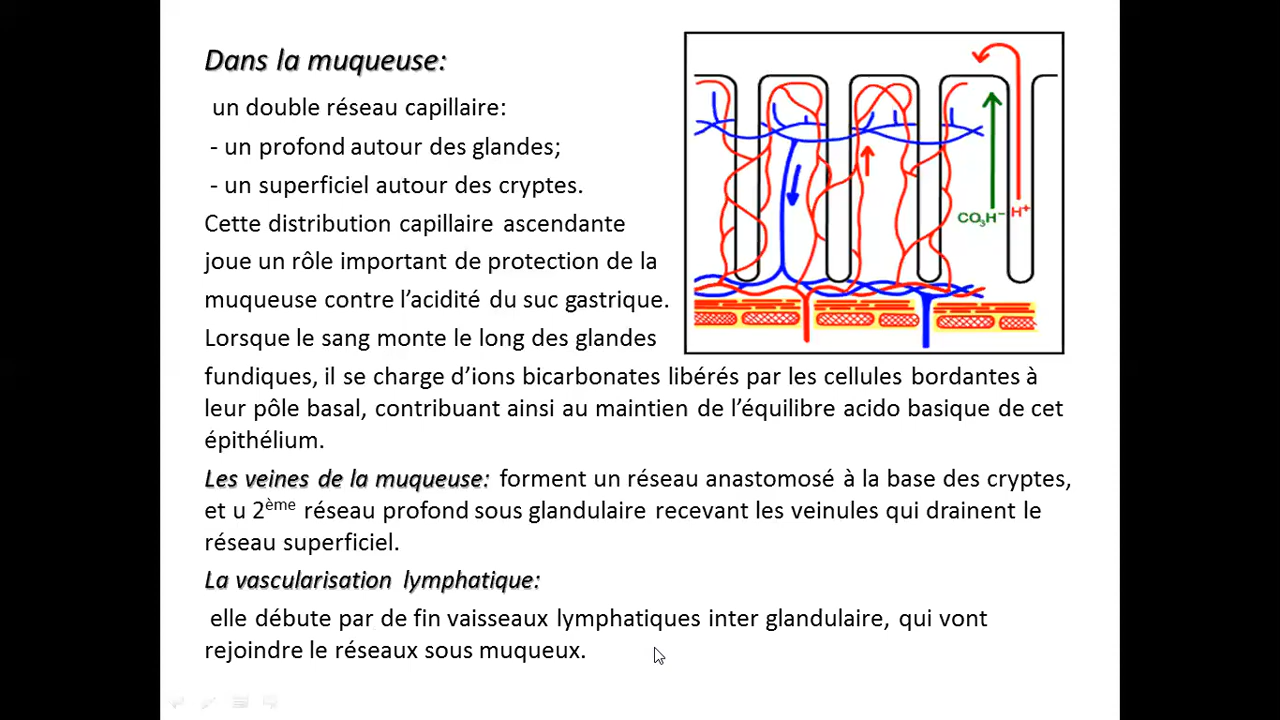 Dans la muqueuse:
un double réseau capillaire:
- un profond autour des glandes;
- un superficiel autour des cryptes.
Cette distribution capillaire ascendante
joue un rôle important de protection de la
muqueuse contre l’acidité du suc gastrique.
Lorsque le sang monte le long des glandes
fundiques, il se charge d’ions bicarbonates libérés par les cellules bordantes à
leur pôle basal, contribuant ainsi au maintien de l’équilibre acido basique de cet
épithélium.
Les veines de la muqueuse: forment un réseau anastomosé à la base des cryptes,
et u 2ème réseau profond sous glandulaire recevant les veinules qui drainent le
réseau superficiel.
La vascularisation lymphatique:
elle débute par de fin vaisseaux lymphatiques inter glandulaire, qui vont
rejoindre le réseaux sous muqueux.
CO3H- H+